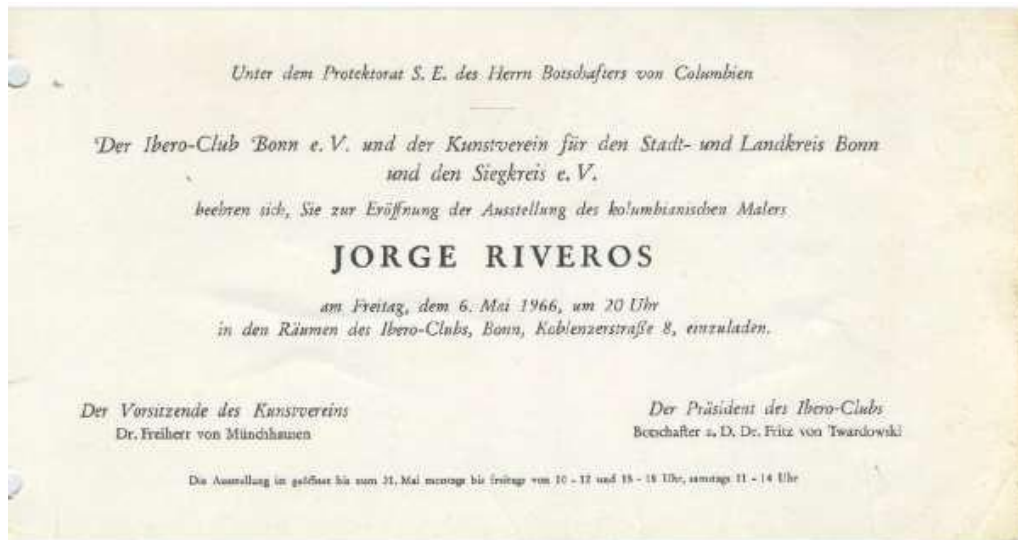 Unter dem Protektorat S. E. des Herrn Botschafters von Columbien
Der Ibero-Club Bonn e. V. und der Kunstverein für den Stadt- und Landkreis Bonn
und den Siegkreis e. V.
beehren sich, Sie zur Eröffnung der Ausstellung des kolumbianischen Malers
JORGE RIVEROS
am Freitag, dem 6. Mai 1966, um 20 Uhr
in den Räumen des Ibero-Clubs, Bonn, Koblenzerstraße 8, einzuladen.
Der Vorsitzende des Kunstvereins
Dr. Freiherr von Münchhausen
Der Präsident des Ibero-Clubs
Botschafter z. D. Dr. Fritz von Twardowski
Die Ausstellung ist geöffnet bis zum 31. Mai montags bis freitags von 10 - 12 und 15 - 18 Uhr, samstags 11 - 14 Uhr